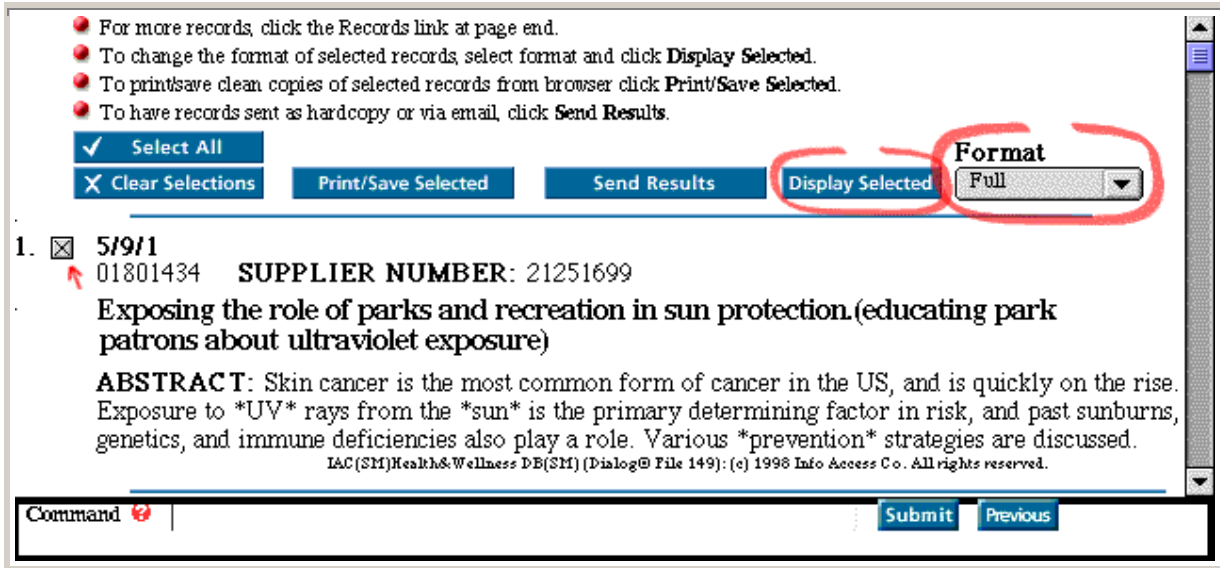 For more records, click the Records link at page end.
To change the format of selected records, select format and click Display Selected.
To print/save clean copies of selected records from browser click Print/Save Selected.
To have records sent as hardcopy or via email, click Send Results.
Select All
Format
X Clear Selections Print/Save Selected Send Results Display Selected Full
1. 5/9/1
01801434 SUPPLIER NUMBER: 21251699
Exposing the role of parks and recreation in sun protection.(educating park
patrons about ultraviolet exposure)
ABSTRACT: Skin cancer is the most common form of cancer in the US, and is quickly on the rise.
Exposure to *UV* rays from the *sun* is the primary determining factor in risk, and past sunburns,
genetics, and immune deficiencies also play a role. Various *prevention* strategies are discussed.
IAC(SM)Health&Wellness DB(SM) (Dialog® File 149): (c) 1998 Info Access Co. All rights reserved.
Command ? Submit Previous